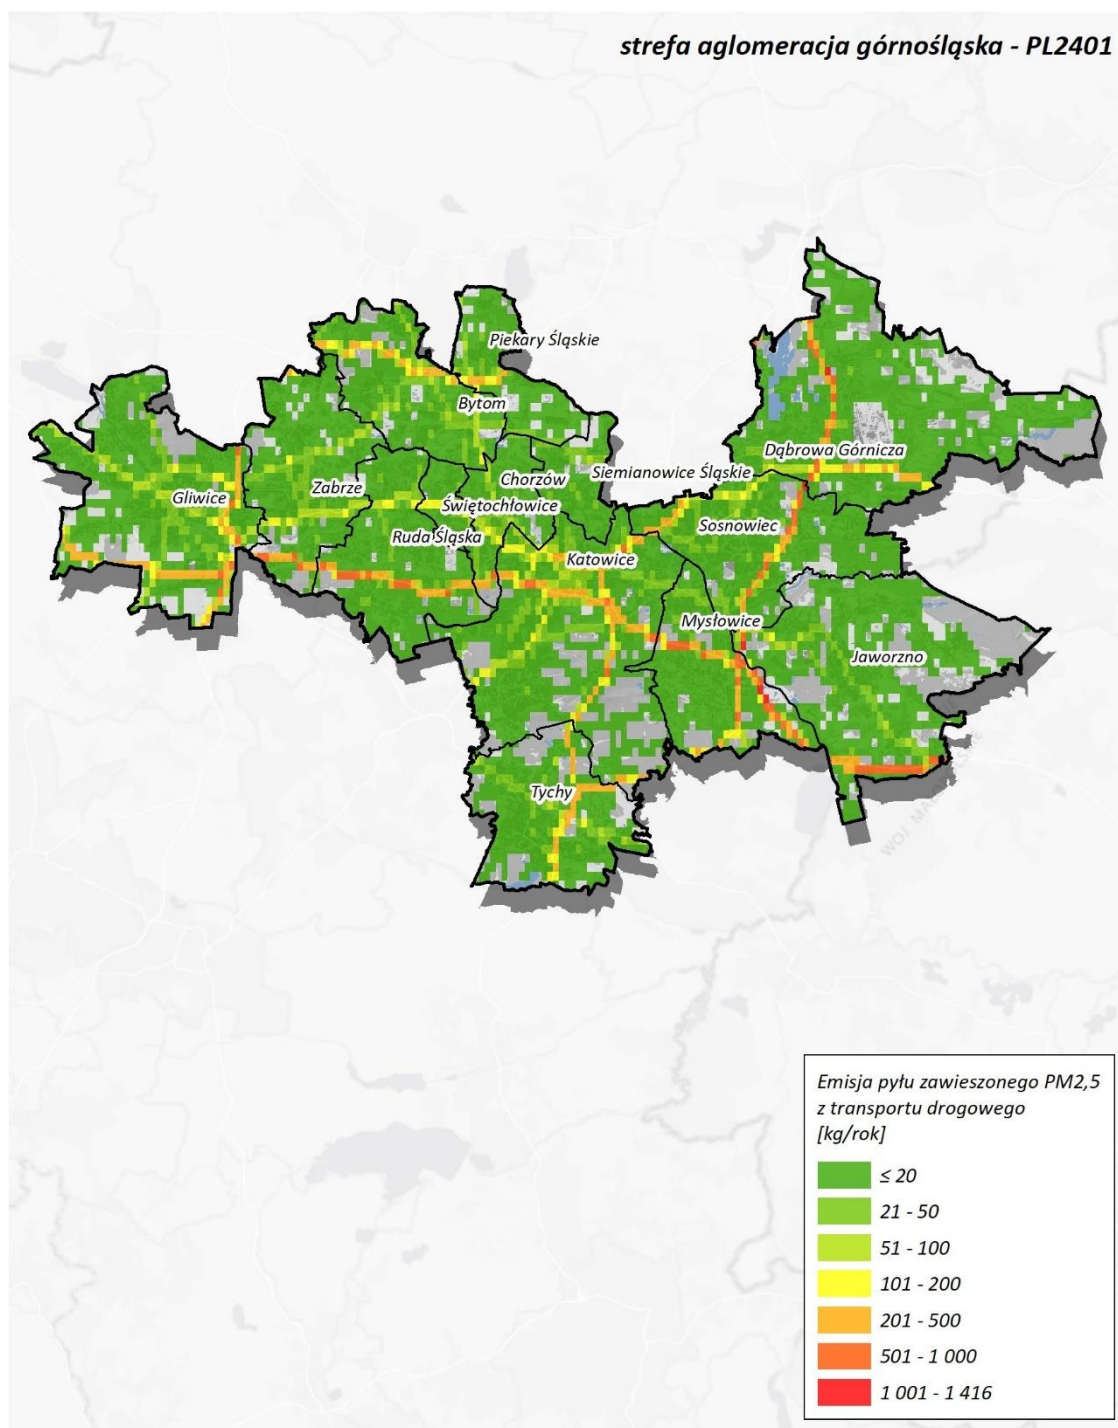 strefa aglomeracja górnośląska - PL2401
Piekary Śląskie
Bytom
Dąbrowa Górnicza
Siemianowice Śląskie
Chorzów
Zabrze
Gliwice
Świętochłowice
Sosnowiec
Ruda Śląska
Katowice
Mysłowice
Jaworzno
Tychy
Emisja pyłu zawieszonego PM2,5
z transportu drogowego
[kg/rok]
≤ 20
21 - 50
51 - 100
101 - 200
201 - 500
501 - 1 000
1 001 - 1 416